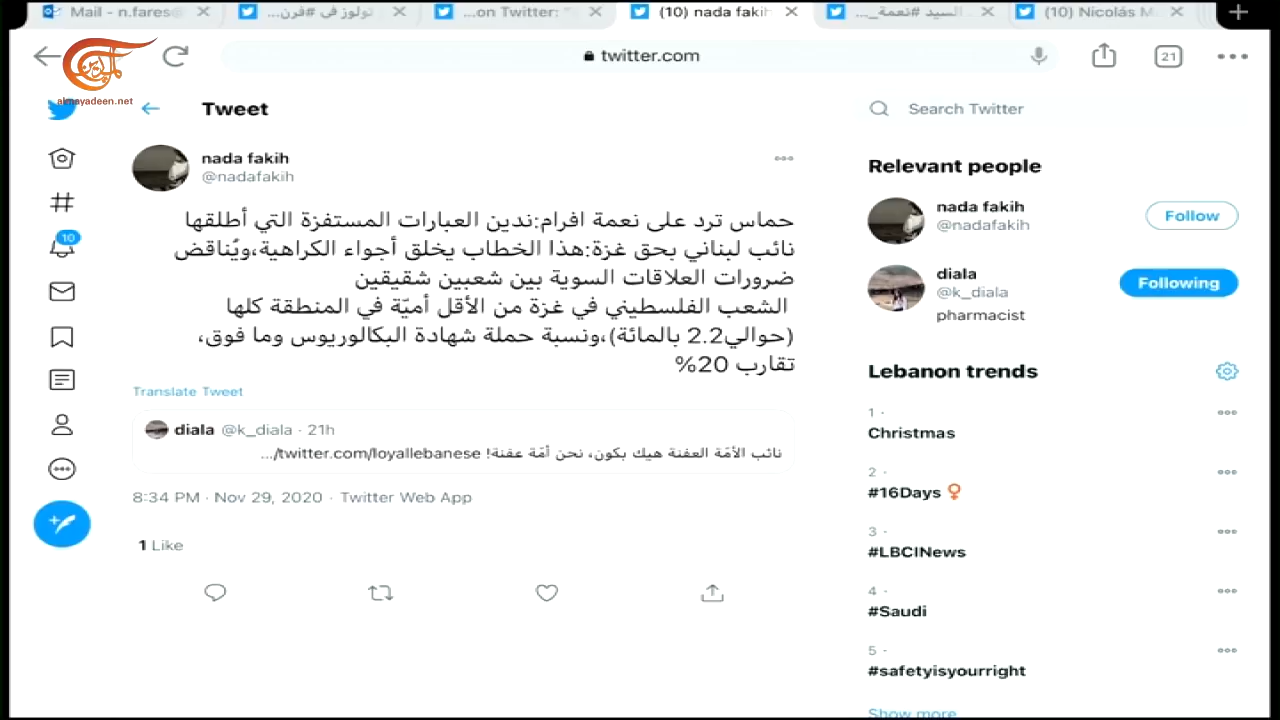 Mail - n.fares
تولوز في #فرن...
...on Twitter: "
(10) nada fakih
السيد #نعمة_...
(10) Nicolás M
twitter.com
21
الميادين
almayadeen.net
Tweet
Search Twitter
nada fakih
@nadafakih
حماس ترد على نعمة افرام:ندين العبارات المستفزة التي أطلقها
نائب لبناني بحق غزة:هذا الخطاب يخلق أجواء الكراهية،ويُناقض
ضرورات العلاقات السوية بين شعبين شقيقين
الشعب الفلسطيني في غزة من الأقل أميّة في المنطقة كلها
(حوالي2.2 بالمائة)،ونسبة حملة شهادة البكالوريوس وما فوق،
تقارب 20%
Translate Tweet
diala @k_diala · 21h
نائب الأمّة العفنة هيك بكون، نحن أمّة عفنة! twitter.com/loyallebanese/...
8:34 PM · Nov 29, 2020 · Twitter Web App
1 Like
10
Relevant people
nada fakih
@nadafakih
Follow
diala
@k_diala
Following
pharmacist
Lebanon trends
1 ·
Christmas
2 ·
#16Days
3 ·
#LBCINews
4 ·
#Saudi
5 ·
#safetyisyourright
Show more